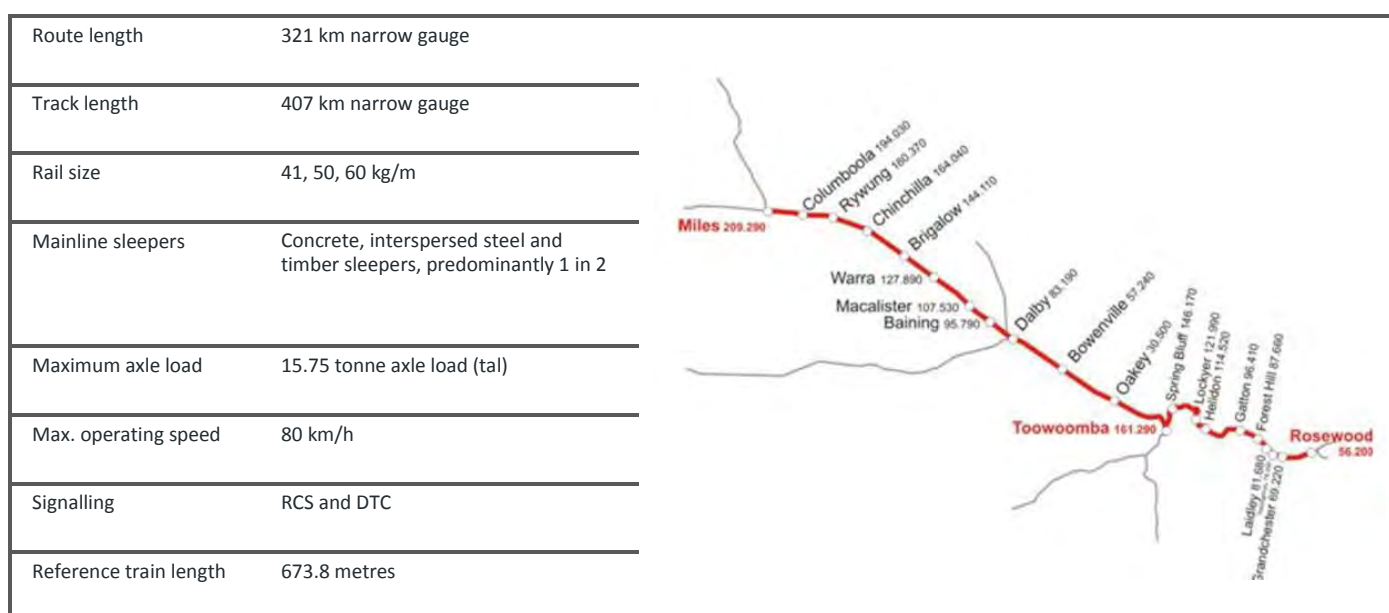 Route length 321 km narrow gauge
Track length 407 km narrow gauge
Rail size 41, 50, 60 kg/m
Mainline sleepers Concrete, interspersed steel and
timber sleepers, predominantly 1 in 2
Maximum axle load 15.75 tonne axle load (tal)
Max. operating speed 80 km/h
Signalling RCS and DTC
Reference train length 673.8 metres
Miles 209.290
Columboola 194.030
Rywung 180.370
Chinchilla 164.040
Brigalow 144.110
Warra 127.890
Macalister 107.530
Baining 95.790
Dalby 83.190
Bowenville 57.240
Oakey 30.500
Toowoomba 161.290
Spring Bluff 146.170
Lockyer 121.990
Helidon 114.520
Gatton 96.410
Forest Hill 87.660
Laidley 81.680
Grandchester 69.220
Rosewood
56.200